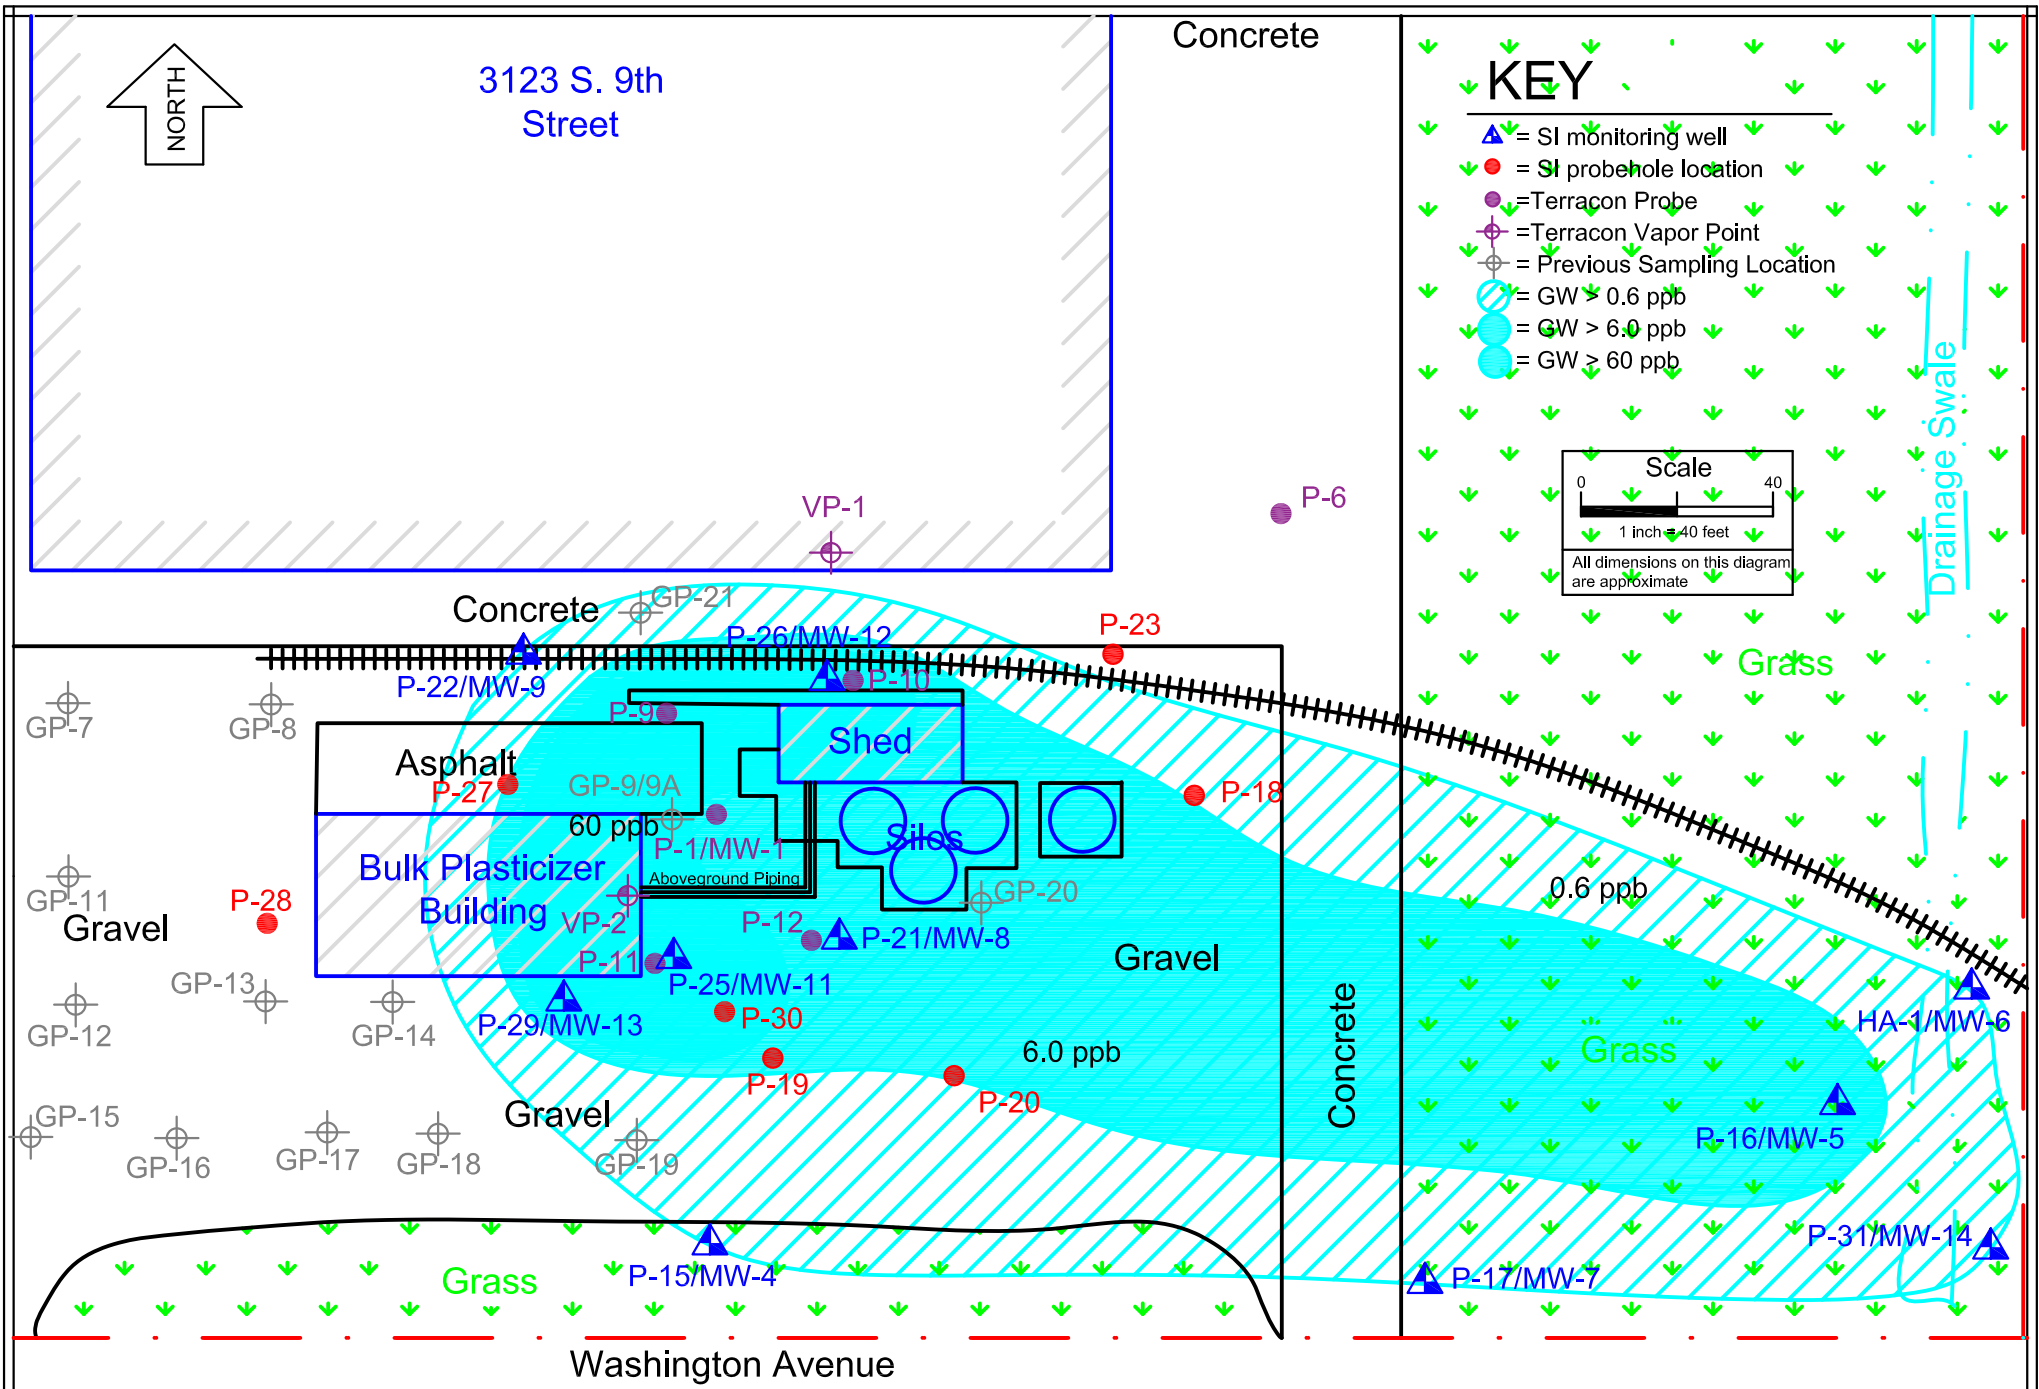 Concrete
NORTH
3123 S. 9th
Street
KEY
= SI monitoring well
= SI probehole location
=Terracon Probe
=Terracon Vapor Point
= Previous Sampling Location
= GW > 0.6 ppb
= GW > 6.0 ppb
= GW > 60 ppb
Scale
0 40
1 inch = 40 feet
All dimensions on this diagram
are approximate
Drainage Swale
VP-1
P-6
Concrete
GP-21
P-26/MW-12
P-23
Grass
P-22/MW-9
P-10
GP-7
GP-8
P-9
Shed
Asphalt
P-27
GP-9/9A
P-18
60 ppb
Silos
P-1/MW-1
Bulk Plasticizer
Building
Aboveground Piping
GP-11
P-28
Gravel
VP-2
P-12
GP-20
0.6 ppb
P-21/MW-8
Gravel
P-11
P-25/MW-11
GP-13
GP-12
GP-14
P-29/MW-13
P-30
HA-1/MW-6
Concrete
6.0 ppb
Grass
P-19
P-20
Gravel
GP-15
GP-16
GP-17
GP-18
GP-19
P-16/MW-5
P-31/MW-14
Grass
P-15/MW-4
P-17/MW-7
Washington Avenue